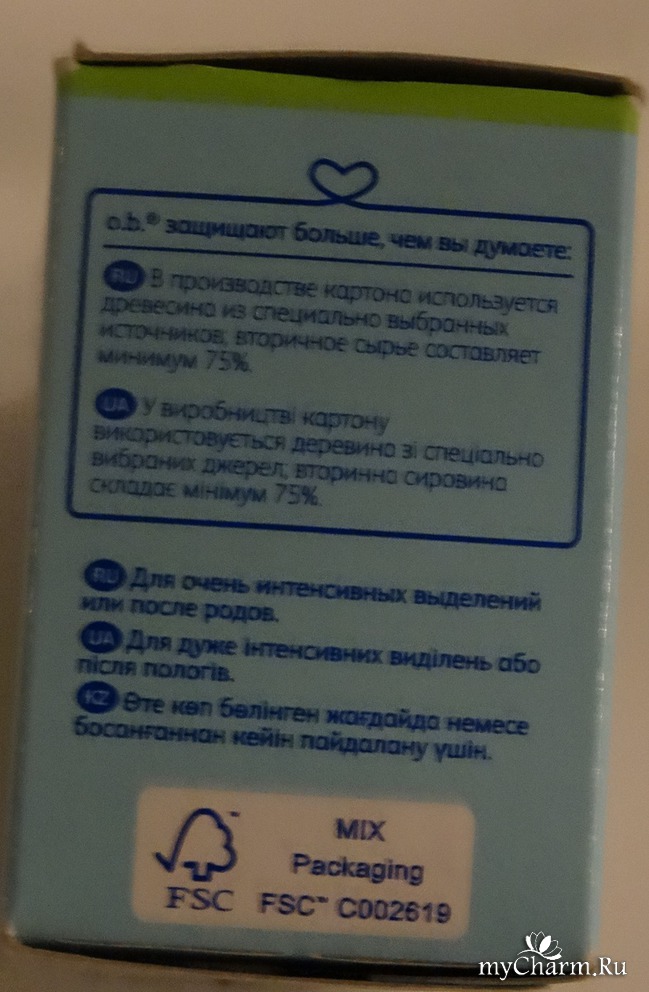 o.b.® защищают больше, чем вы думаете:
RU В производстве картона используется
древесина из специально выбранных
источников; вторичное сырье составляет
минимум 75%.
UA У виробництві картону
використовується деревина зі спеціально
вибраних джерел; вторинна сировина
складає мінімум 75%.
RU Для очень интенсивных выделений
или после родов.
UA Для дуже інтенсивних виділень або
після пологів.
KZ Өте көп бөлінген жағдайда немесе
босанғаннан кейін пайдалану үшін.
MIX
Packaging
FSC™ C002619
FSC™
myCharm.Ru